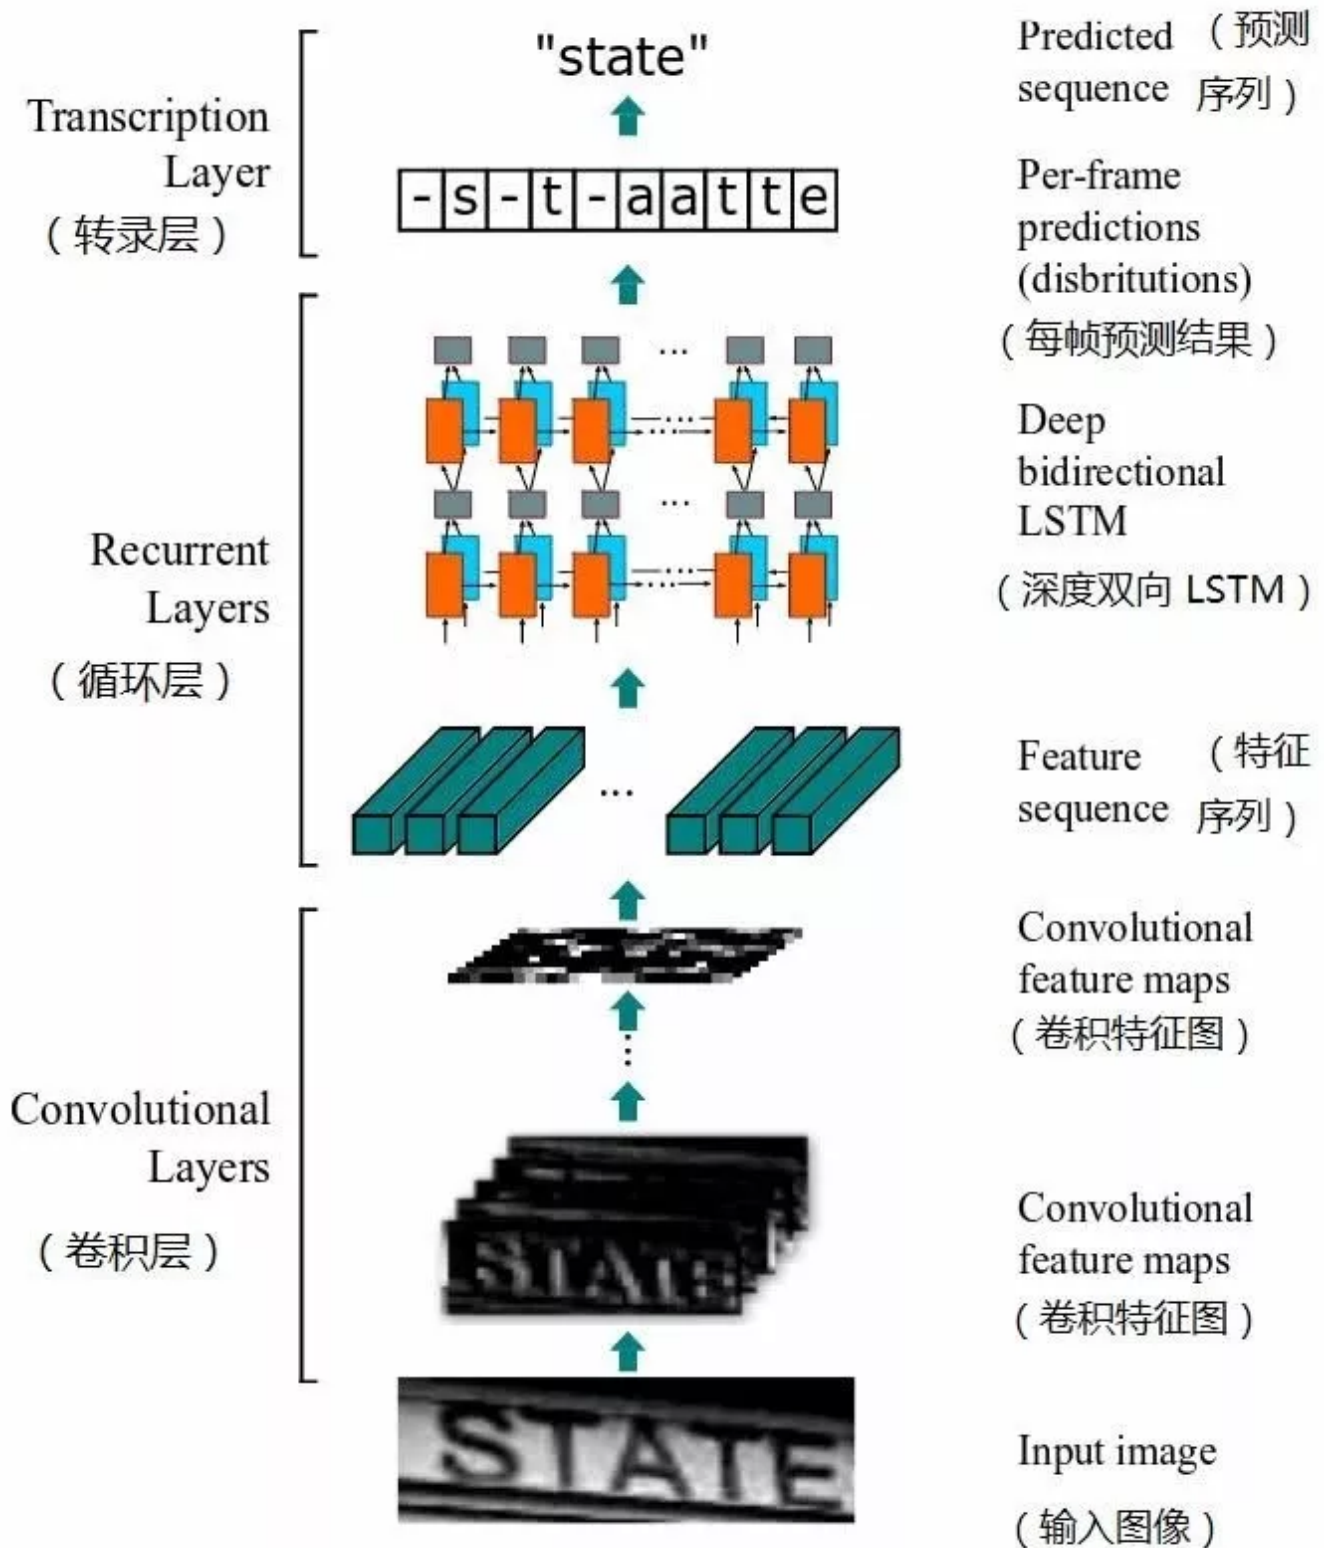 "state"
- s - t - a a t t e
Transcription
Layer
（转录层）
Recurrent
Layers
（循环层）
Convolutional
Layers
（卷积层）
Predicted （预测
sequence 序列）
Per-frame
predictions
(disbritutions)
（每帧预测结果）
Deep
bidirectional
LSTM
（深度双向 LSTM）
Feature （特征
sequence 序列）
Convolutional
feature maps
（卷积特征图）
Convolutional
feature maps
（卷积特征图）
Input image
（输入图像）
...
...
...
...
STATE
STATE